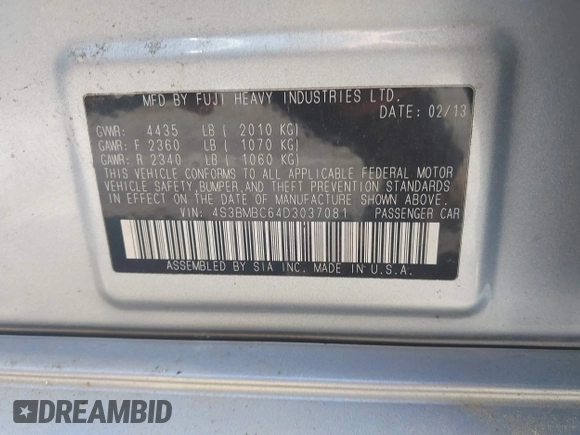 MFD BY FUJI HEAVY INDUSTRIES LTD.
DATE: 02/13
GVWR: 4435 LB ( 2010 KG)
GAWR: F 2360 LB ( 1070 KG)
GAWR: R 2340 LB ( 1060 KG)
THIS VEHICLE CONFORMS TO ALL APPLICABLE FEDERAL MOTOR
VEHICLE SAFETY, BUMPER, AND THEFT PREVENTION STANDARDS
IN EFFECT ON THE DATE OF MANUFACTURE SHOWN ABOVE.
VIN: 4S3BMBC64D3037081 PASSENGER CAR
ASSEMBLED BY SIA INC. MADE IN U.S.A.
DREAMBID